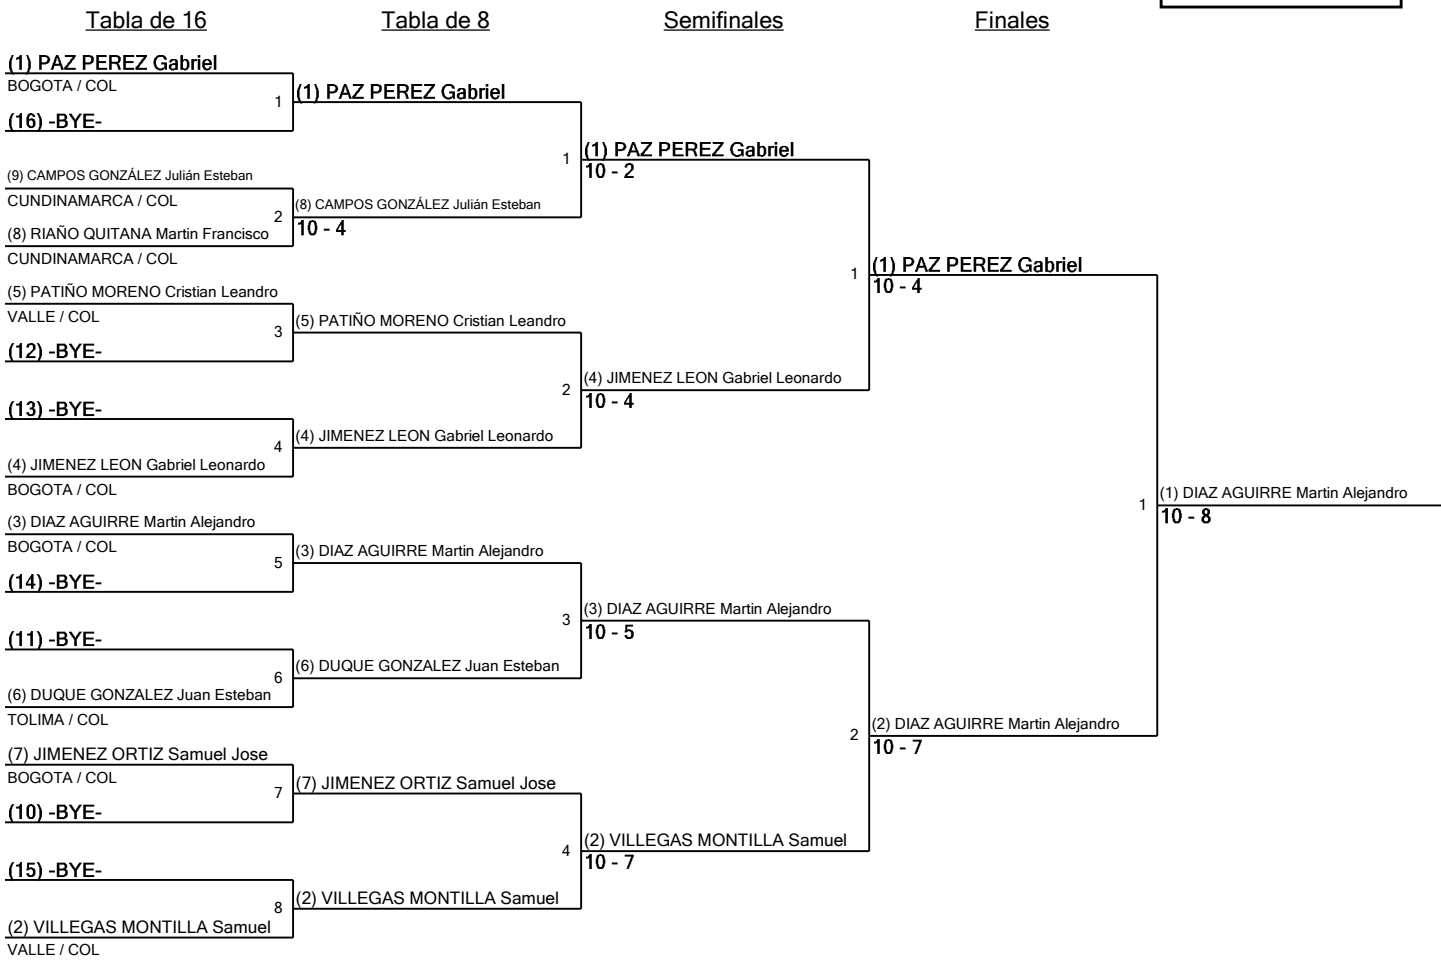 Tabla de 16
Tabla de 8
Semifinales
Finales
(1) PAZ PEREZ Gabriel
BOGOTA / COL
1
(16) -BYE-
(9) CAMPOS GONZÁLEZ Julián Esteban
CUNDINAMARCA / COL
2
(8) RIAÑO QUITANA Martin Francisco
CUNDINAMARCA / COL
(5) PATIÑO MORENO Cristian Leandro
VALLE / COL
3
(12) -BYE-
(13) -BYE-
4
(4) JIMENEZ LEON Gabriel Leonardo
BOGOTA / COL
(3) DIAZ AGUIRRE Martin Alejandro
BOGOTA / COL
5
(14) -BYE-
(11) -BYE-
6
(6) DUQUE GONZALEZ Juan Esteban
TOLIMA / COL
(7) JIMENEZ ORTIZ Samuel Jose
BOGOTA / COL
7
(10) -BYE-
(15) -BYE-
8
(2) VILLEGAS MONTILLA Samuel
VALLE / COL
(1) PAZ PEREZ Gabriel
1
(8) CAMPOS GONZÁLEZ Julián Esteban
10 - 4
(5) PATIÑO MORENO Cristian Leandro
2
(4) JIMENEZ LEON Gabriel Leonardo
(3) DIAZ AGUIRRE Martin Alejandro
3
(6) DUQUE GONZALEZ Juan Esteban
(7) JIMENEZ ORTIZ Samuel Jose
4
(2) VILLEGAS MONTILLA Samuel
(1) PAZ PEREZ Gabriel
10 - 2
1
(4) JIMENEZ LEON Gabriel Leonardo
10 - 4
(3) DIAZ AGUIRRE Martin Alejandro
10 - 5
2
(2) VILLEGAS MONTILLA Samuel
10 - 7
(1) PAZ PEREZ Gabriel
10 - 4
1
(2) DIAZ AGUIRRE Martin Alejandro
10 - 7
(1) DIAZ AGUIRRE Martin Alejandro
10 - 8